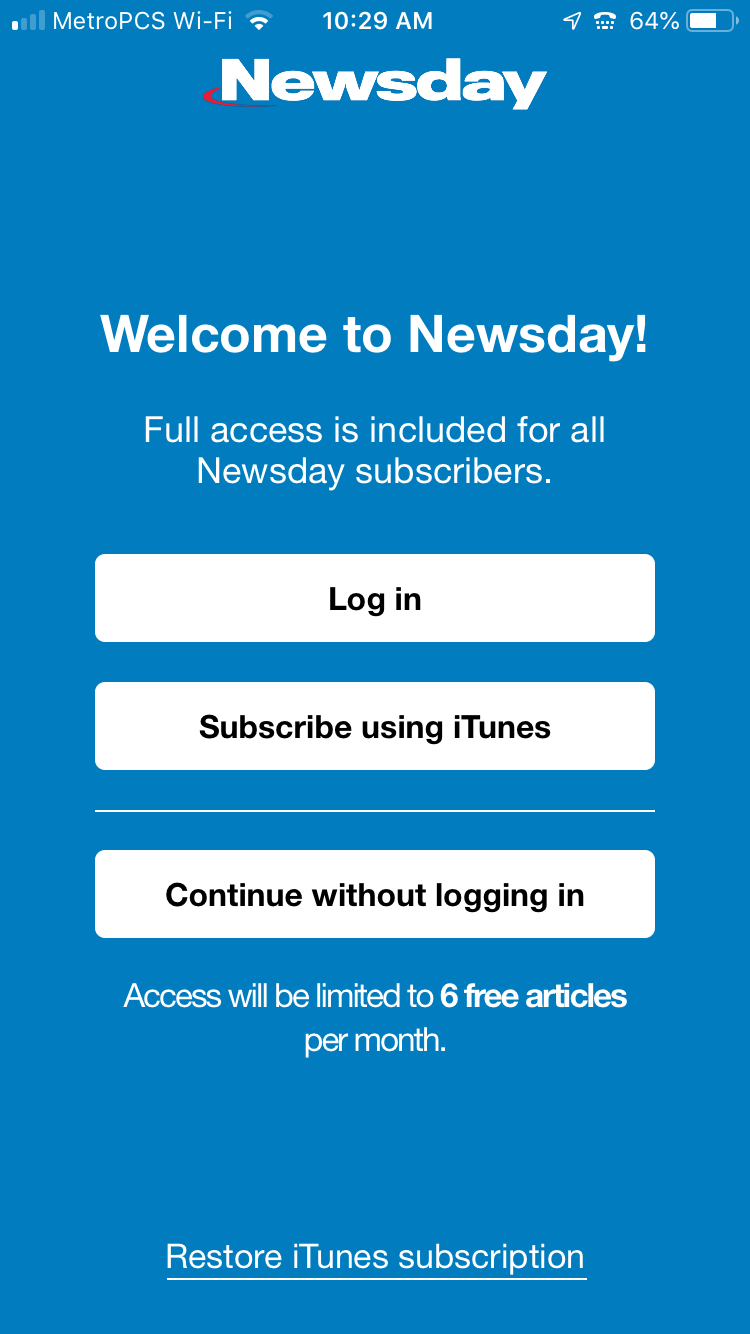 MetroPCS Wi-Fi 10:29 AM 64%
Newsday
Welcome to Newsday!
Full access is included for all
Newsday subscribers.
Log in
Subscribe using iTunes
Continue without logging in
Access will be limited to 6 free articles
per month.
Restore iTunes subscription